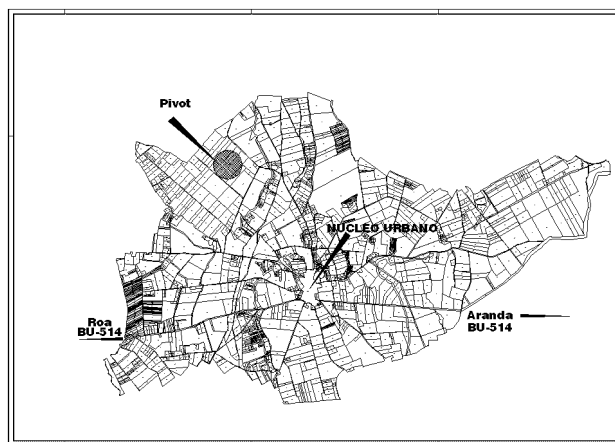 Pivot
NUCLEO URBANO
Roa
BU-514
Aranda
BU-514